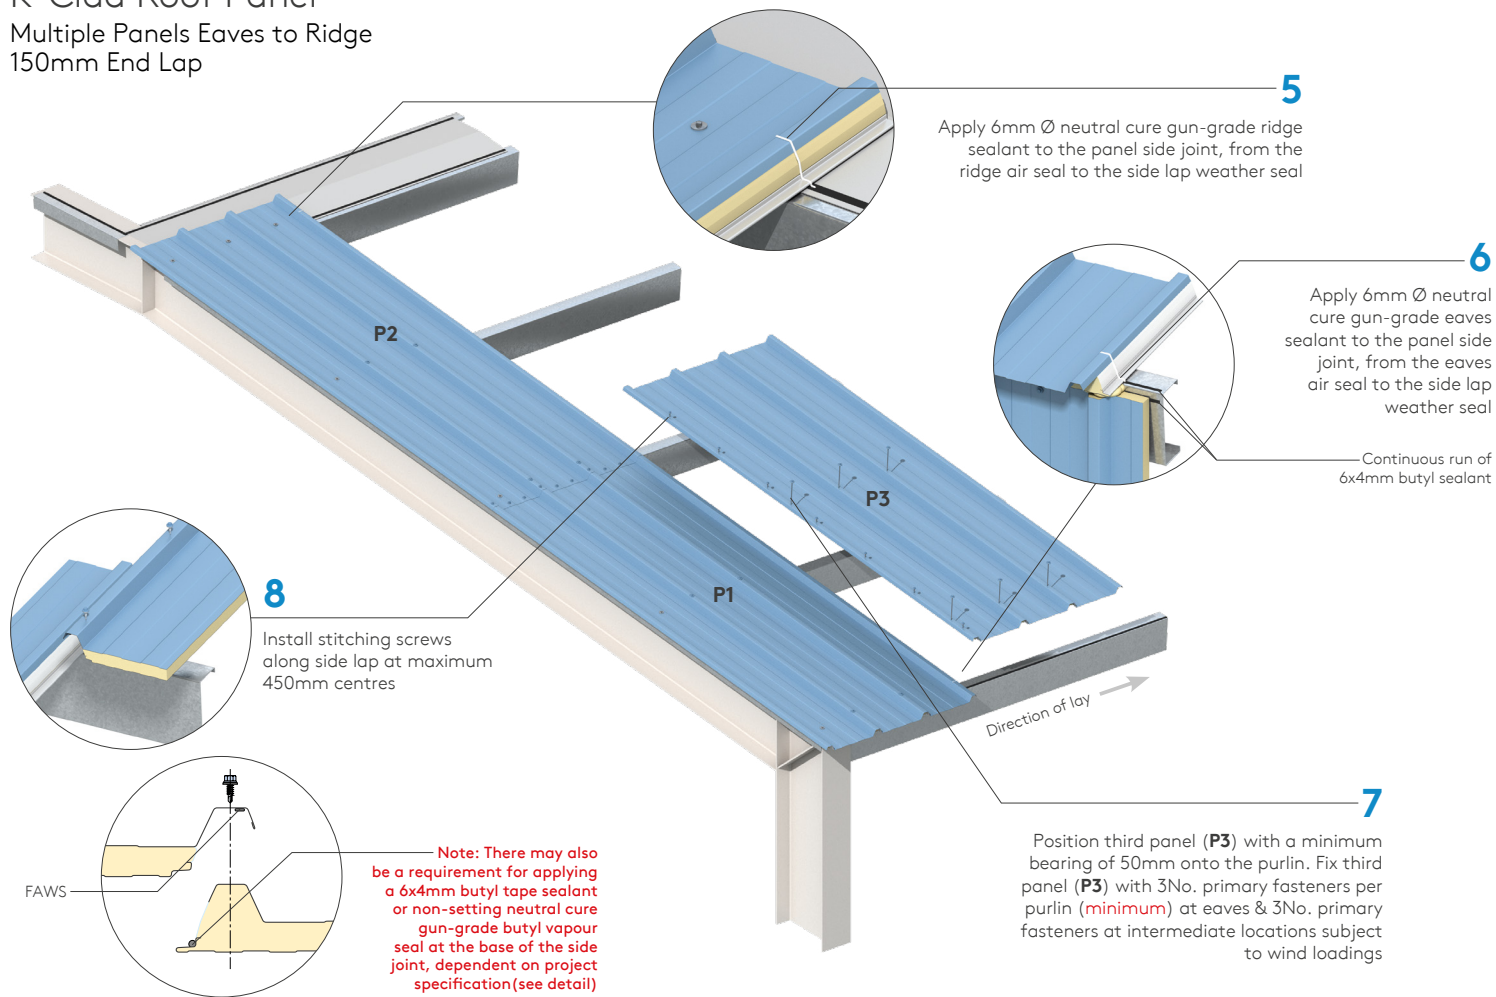 K-Clad Roof Panel
Multiple Panels Eaves to Ridge
150mm End Lap
5
Apply 6mm Ø neutral cure gun-grade ridge
sealant to the panel side joint, from the
ridge air seal to the side lap weather seal
6
Apply 6mm Ø neutral
cure gun-grade eaves
sealant to the panel side
joint, from the eaves
air seal to the side lap
weather seal
Continuous run of
6x4mm butyl sealant
P2
P3
P1
8
Install stitching screws
along side lap at maximum
450mm centres
Direction of lay
7
Position third panel (P3) with a minimum
bearing of 50mm onto the purlin. Fix third
panel (P3) with 3No. primary fasteners per
purlin (minimum) at eaves & 3No. primary
fasteners at intermediate locations subject
to wind loadings
FAWS
Note: There may also
be a requirement for applying
a 6x4mm butyl tape sealant
or non-setting neutral cure
gun-grade butyl vapour
seal at the base of the side
joint, dependent on project
specification(see detail)